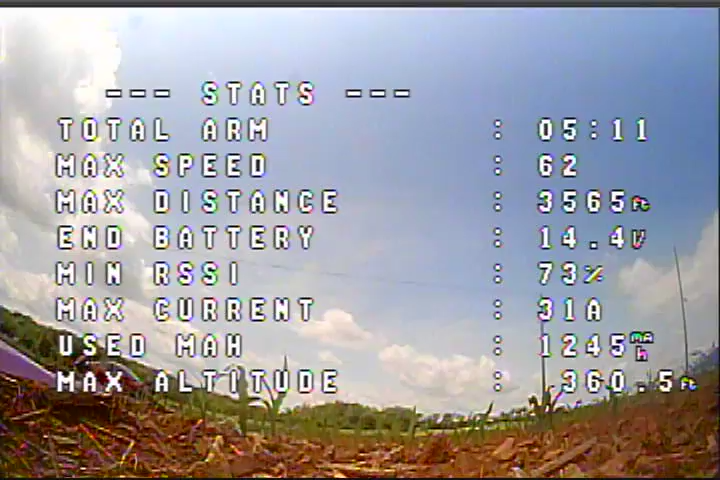 --- STATS ---
TOTAL ARM : 05:11
MAX SPEED : 62
MAX DISTANCE : 3565ft
END BATTERY : 14.4V
MIN RSSI : 73%
MAX CURRENT : 31A
USED MAH : 1245mAh
MAX ALTITUDE : 360.5ft